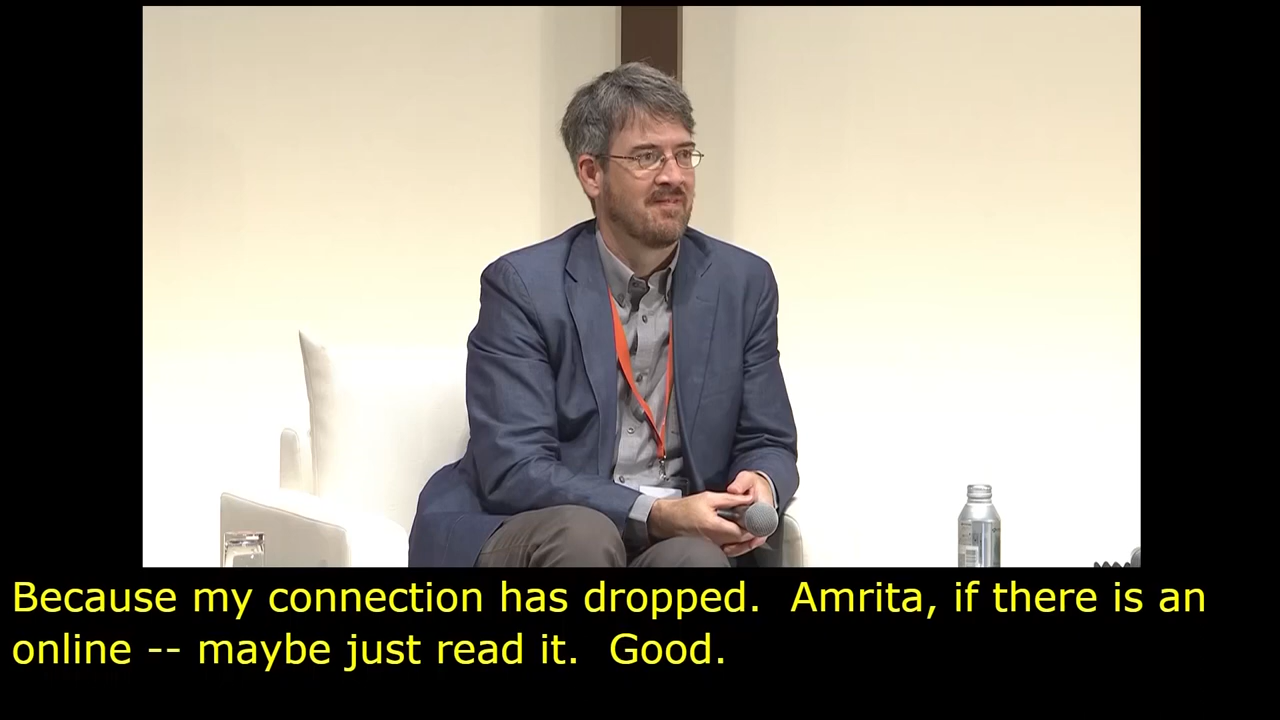 Because my connection has dropped.  Amrita, if there is an
online -- maybe just read it.  Good.